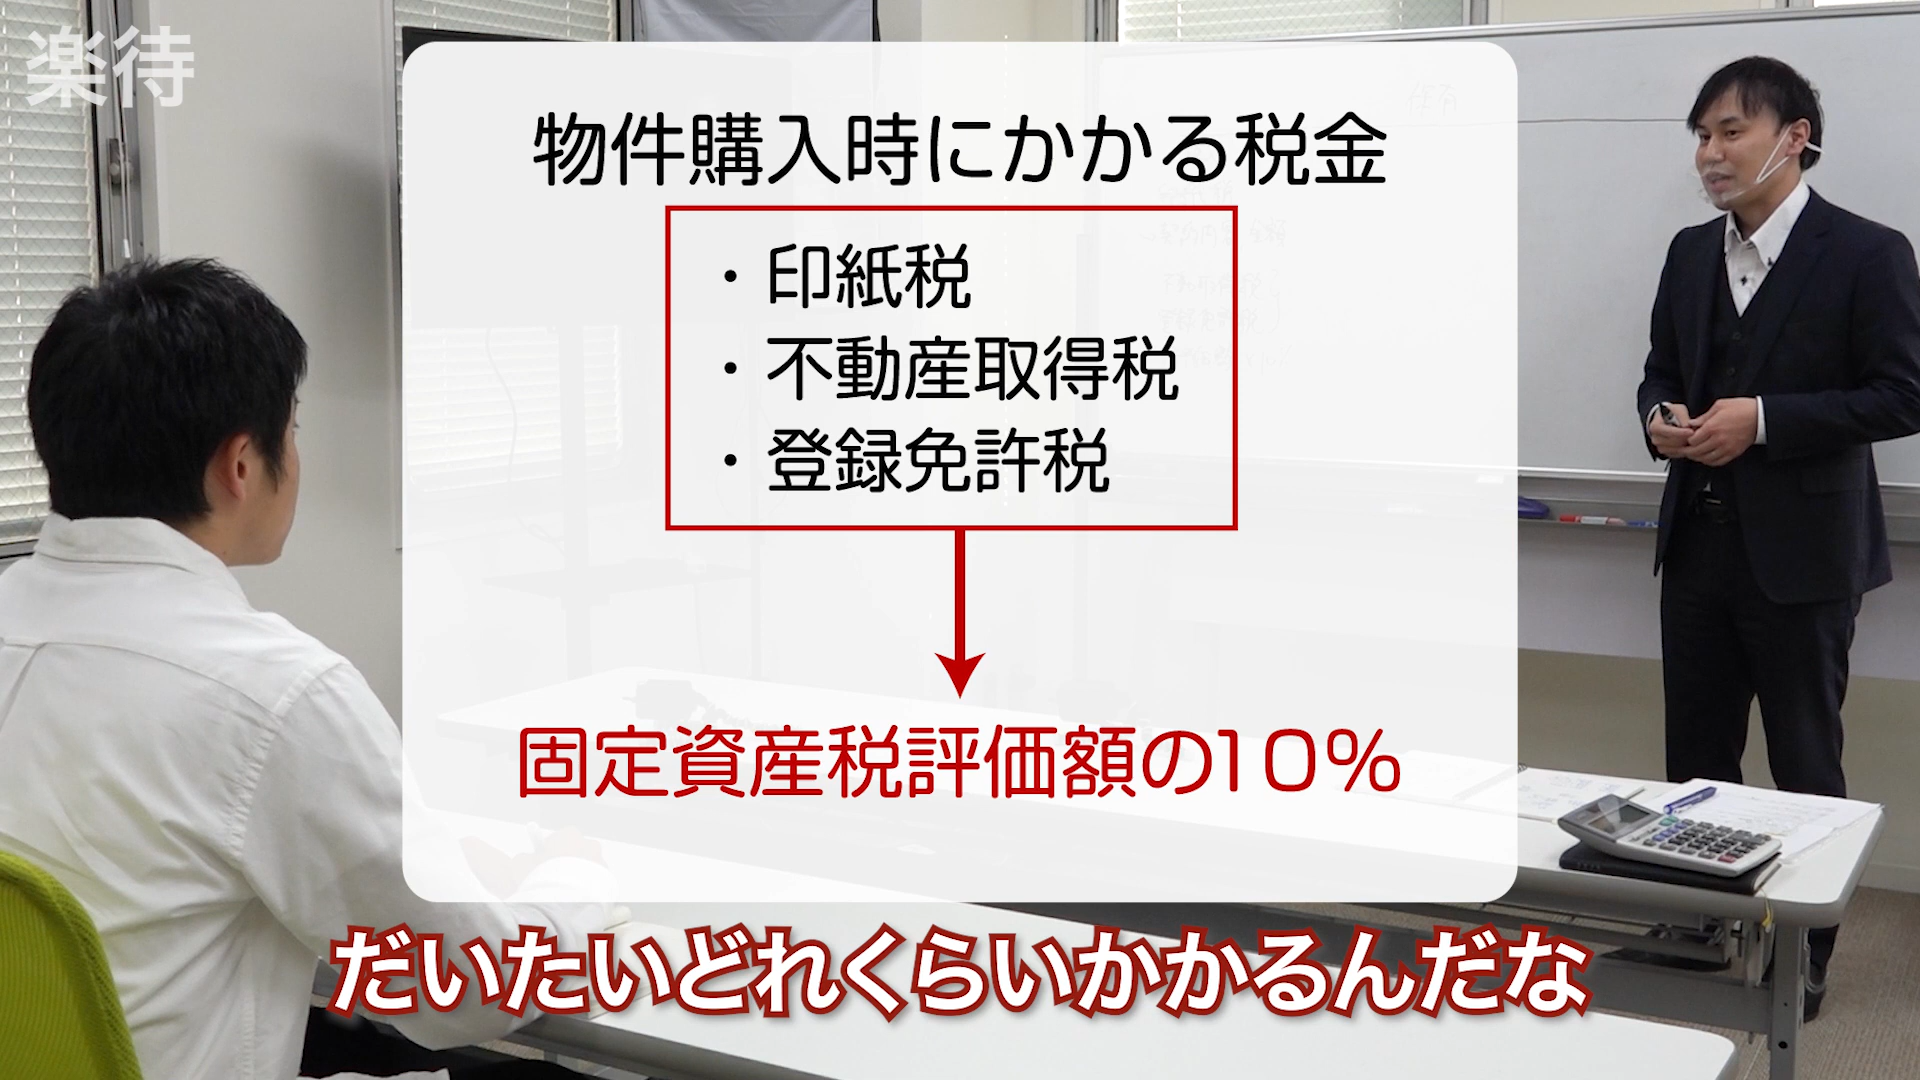 楽待
物件購入時にかかる税金
・印紙税
・不動産取得税
・登録免許税
固定資産税評価額の10%
だいたいどれくらいかかるんだな